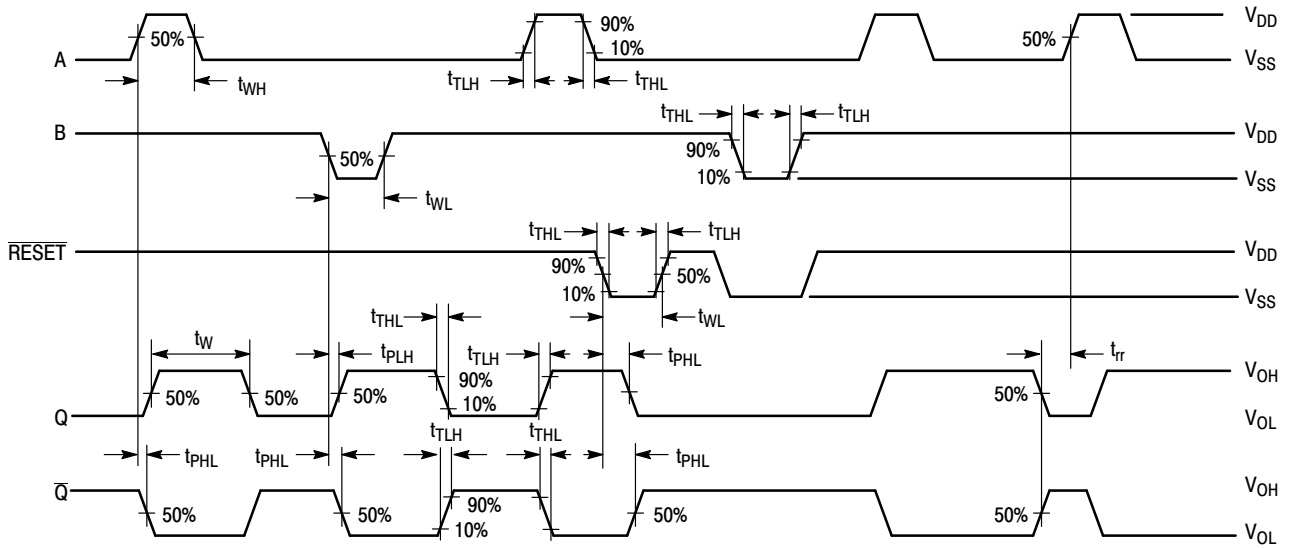 A 50% 90% 10% 50% V_DD
V_SS
t_WH t_TLH t_THL
t_THL t_TLH
B 50% 90% 10% V_DD
V_SS
t_WL
t_THL t_TLH
R̅E̅S̅E̅T̅ 90% 10% 50% V_DD
V_SS
t_WL
t_THL
t_W t_PLH t_TLH t_PHL t_rr
Q 50% 50% 50% 90% 10% 50% V_OH
V_OL
t_PHL t_PHL t_TLH t_THL t_PHL
Q̅ 50% 50% 90% 10% 50% 50% V_OH
V_OL